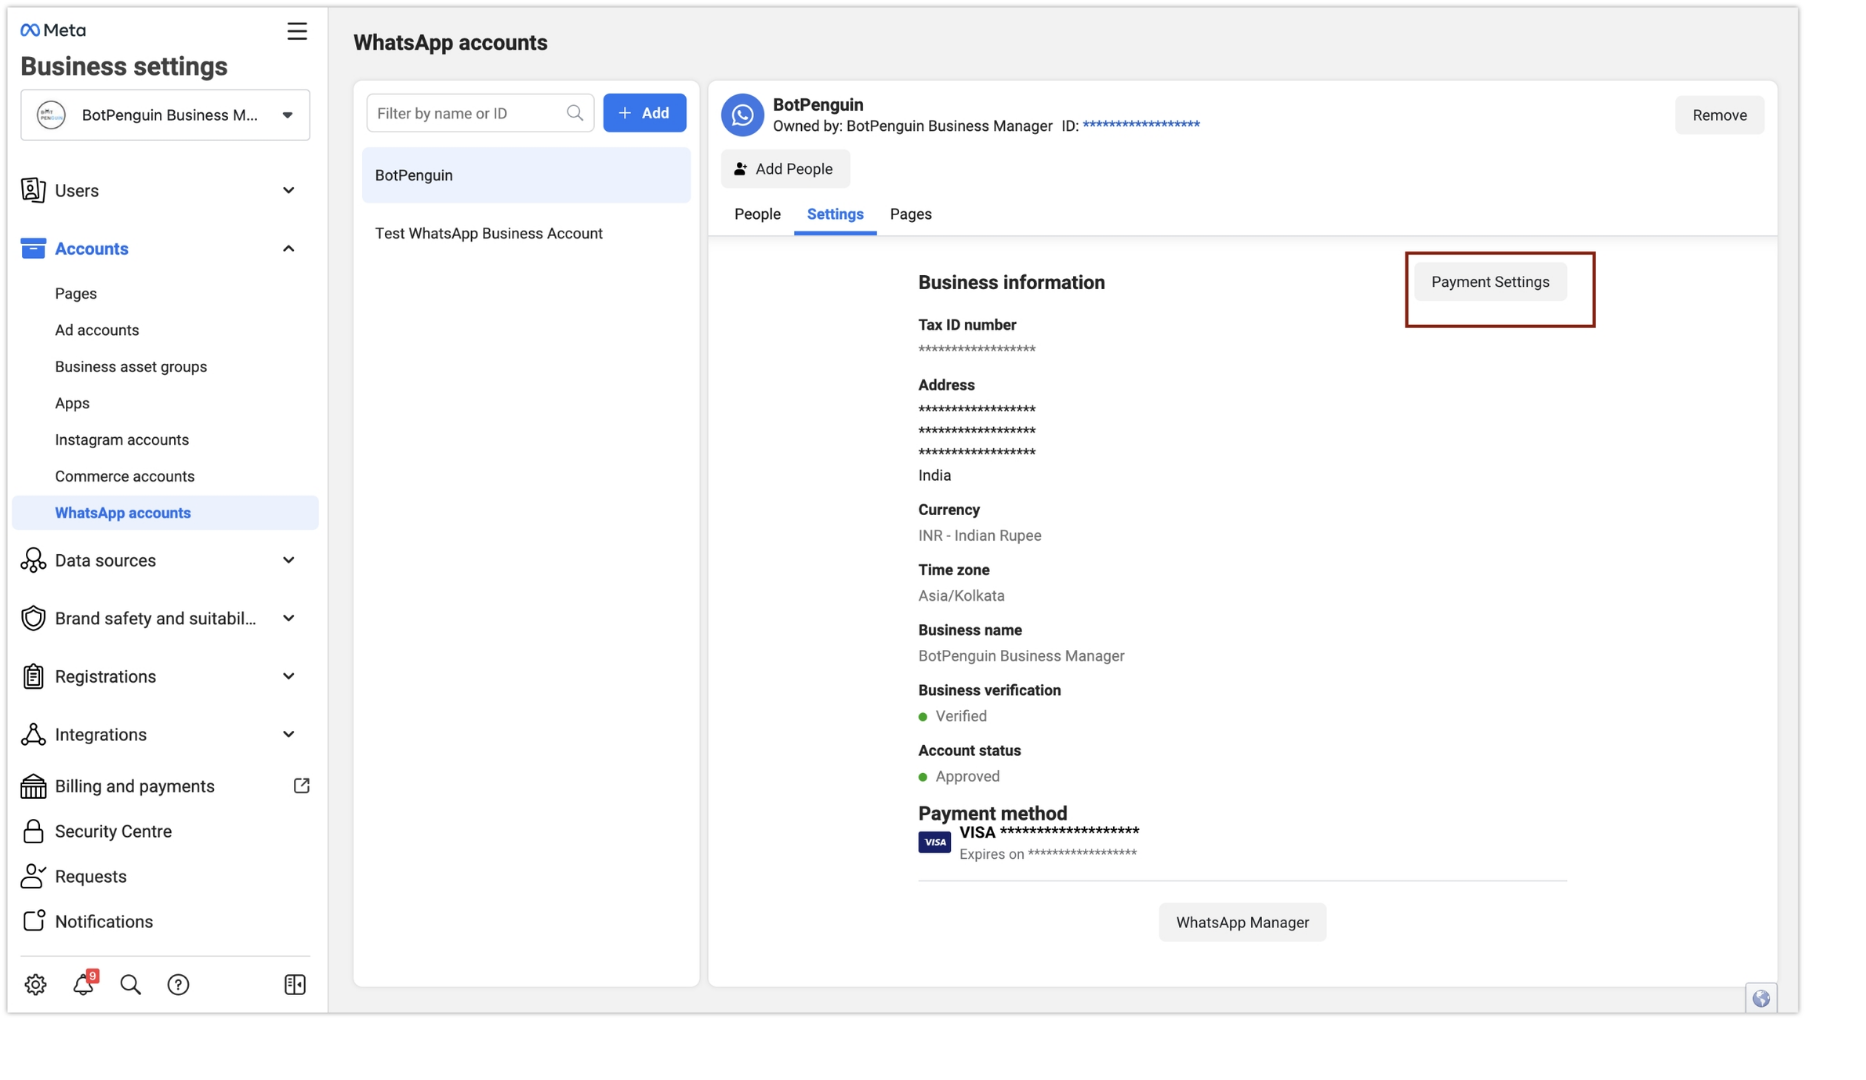 Meta
Business settings
BotPenguin Business M...
Users
Accounts
Pages
Ad accounts
Business asset groups
Apps
Instagram accounts
Commerce accounts
WhatsApp accounts
Data sources
Brand safety and suitabil...
Registrations
Integrations
Billing and payments
Security Centre
Requests
Notifications
9
WhatsApp accounts
Filter by name or ID
+ Add
BotPenguin
Test WhatsApp Business Account
BotPenguin
Owned by: BotPenguin Business Manager ID: ******************
Remove
Add People
People Settings Pages
Business information
Payment Settings
Tax ID number
******************
Address
******************
******************
******************
India
Currency
INR - Indian Rupee
Time zone
Asia/Kolkata
Business name
BotPenguin Business Manager
Business verification
Verified
Account status
Approved
Payment method
VISA
VISA *******************
Expires on ******************
WhatsApp Manager